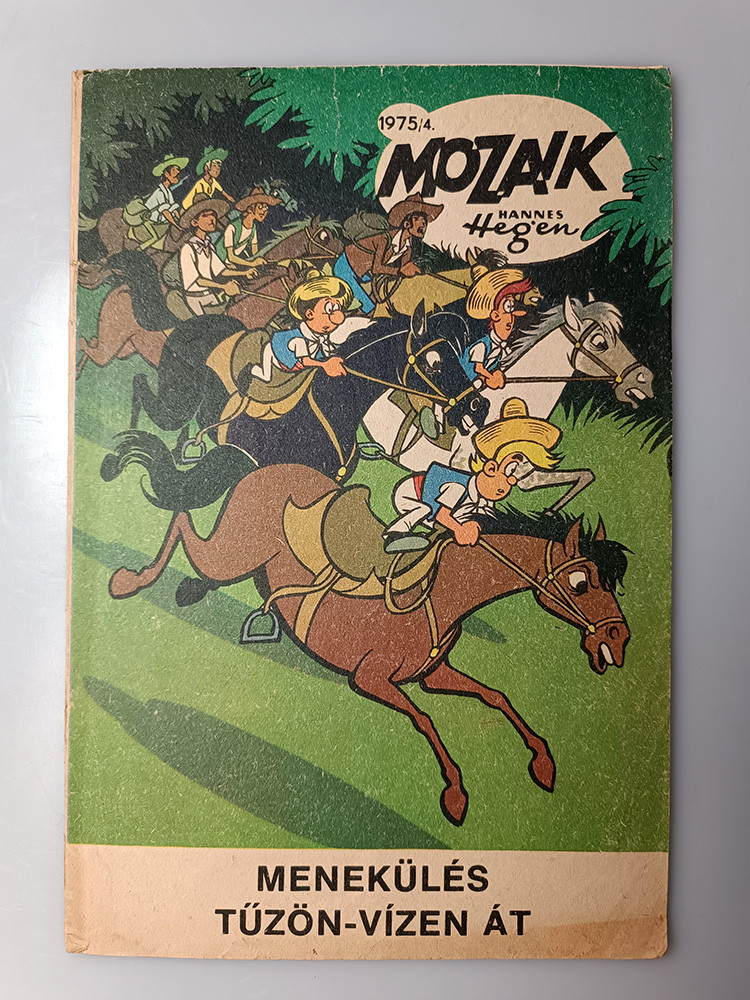 1975/4.
MOZAIK
HANNES
Hegen
MENEKÜLÉS
TŰZÖN-VÍZEN ÁT